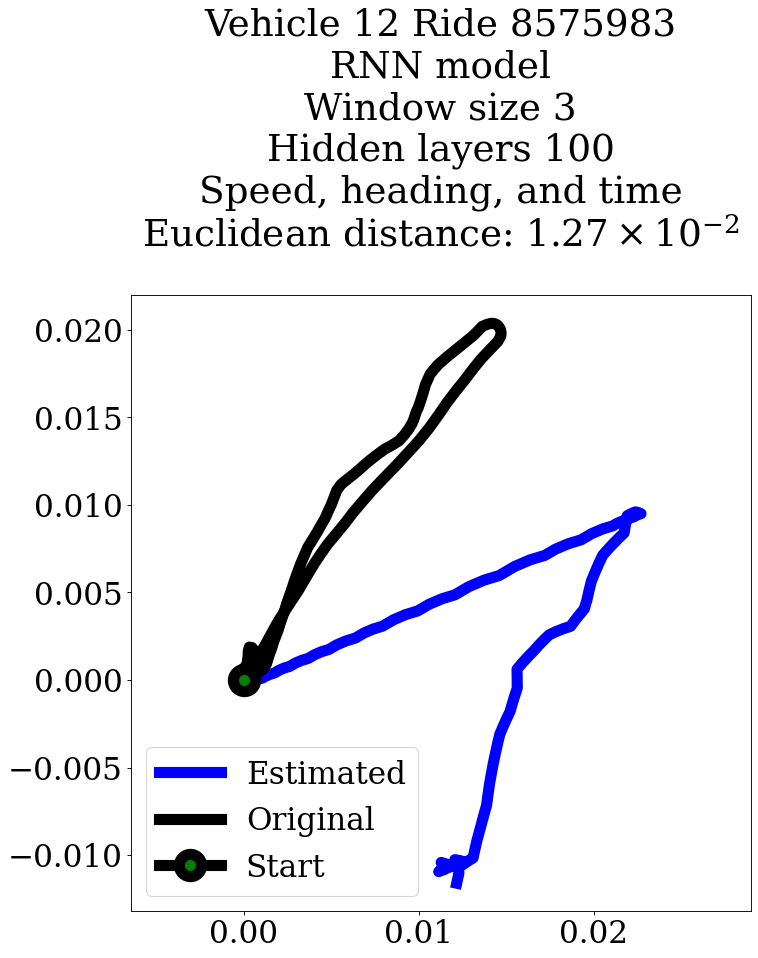 Vehicle 12 Ride 8575983
RNN model
Window size 3
Hidden layers 100
Speed, heading, and time
Euclidean distance: 1.27 × 10⁻²
0.020
0.015
0.010
0.005
0.000
−0.005
−0.010
Estimated
Original
Start
0.00 0.01 0.02